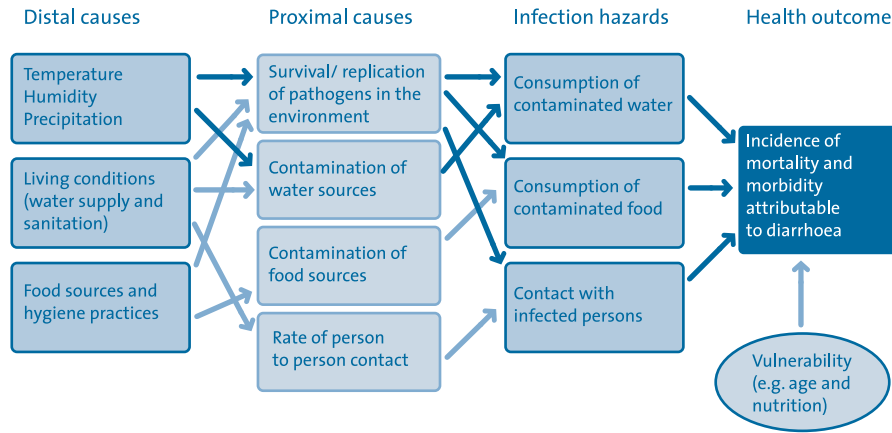 Distal causes
Proximal causes
Infection hazards
Health outcome
Temperature
Humidity
Precipitation
Living conditions
(water supply and
sanitation)
Food sources and
hygiene practices
Survival/ replication
of pathogens in the
environment
Contamination of
water sources
Contamination of
food sources
Rate of person
to person contact
Consumption of
contaminated water
Consumption of
contaminated food
Contact with
infected persons
Incidence of
mortality and
morbidity
attributable
to diarrhoea
Vulnerability
(e.g. age and
nutrition)